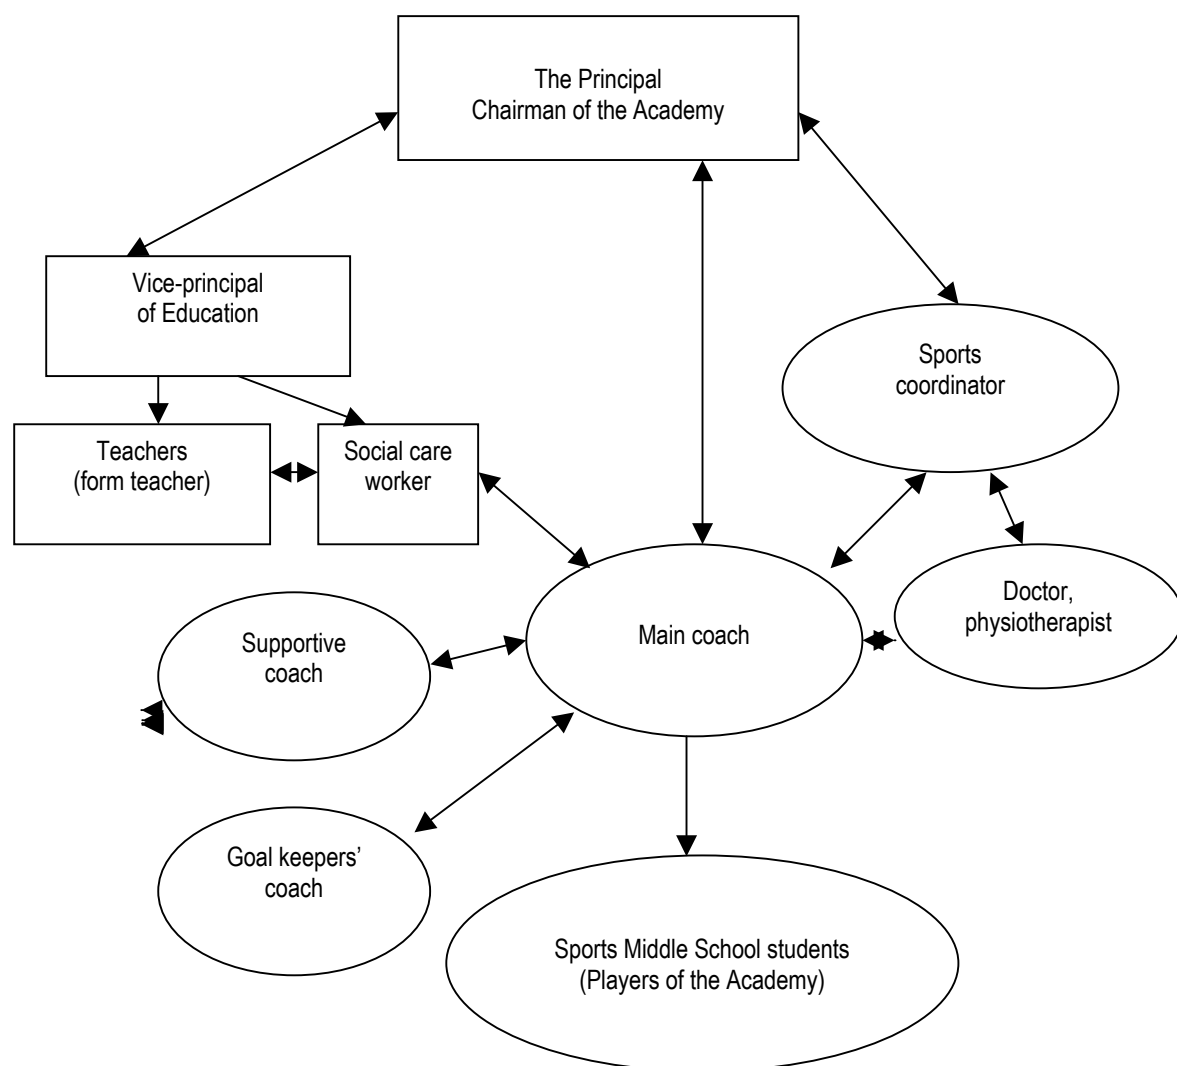 The Principal
Chairman of the Academy
Vice-principal
of Education
Sports
coordinator
Teachers
(form teacher)
Social care
worker
Doctor,
physiotherapist
Main coach
Supportive
coach
Goal keepers’
coach
Sports Middle School students
(Players of the Academy)